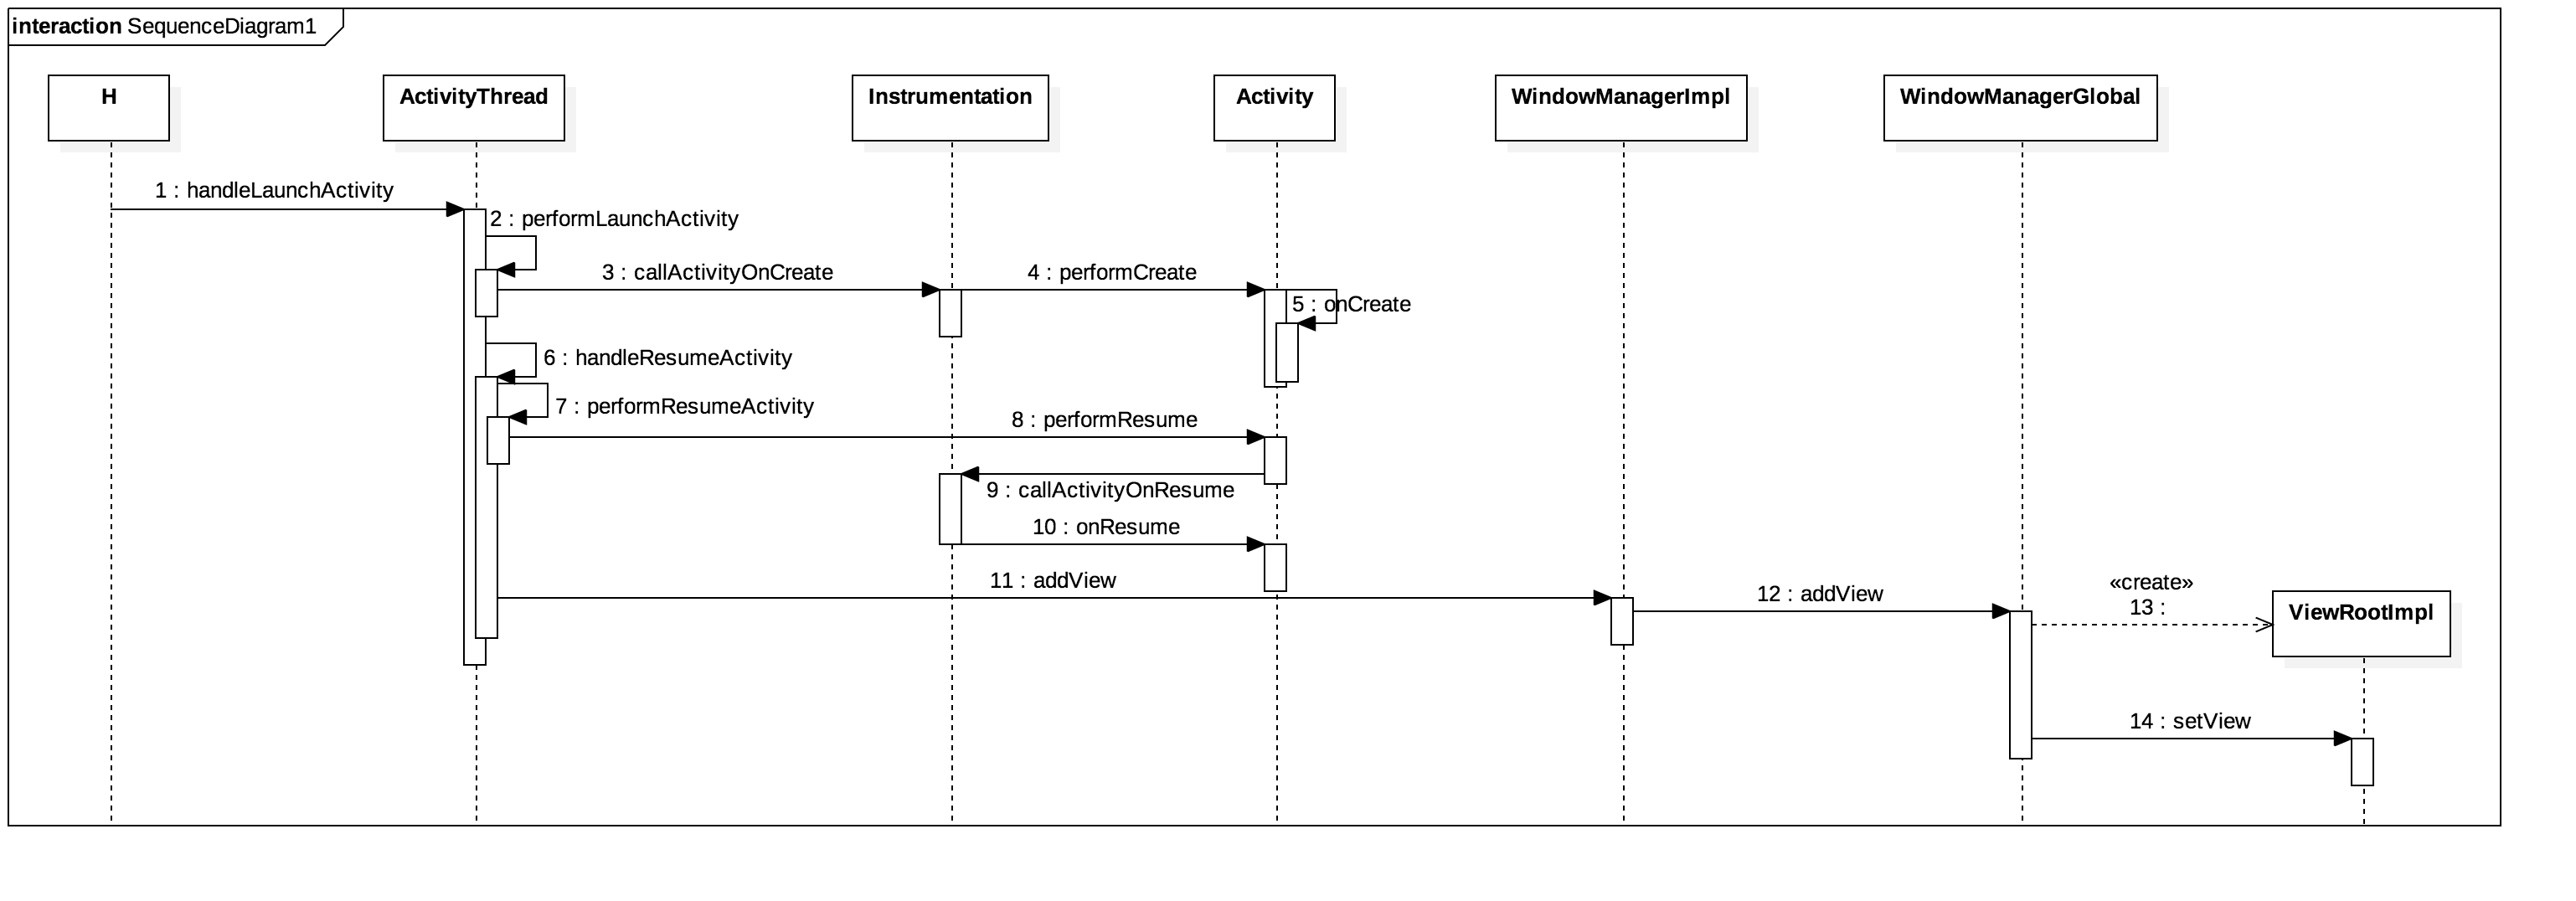 interaction SequenceDiagram1
H
ActivityThread
Instrumentation
Activity
WindowManagerImpl
WindowManagerGlobal
1 : handleLaunchActivity
2 : performLaunchActivity
3 : callActivityOnCreate
4 : performCreate
5 : onCreate
6 : handleResumeActivity
7 : performResumeActivity
8 : performResume
9 : callActivityOnResume
10 : onResume
11 : addView
12 : addView
«create»
13 :
ViewRootImpl
14 : setView